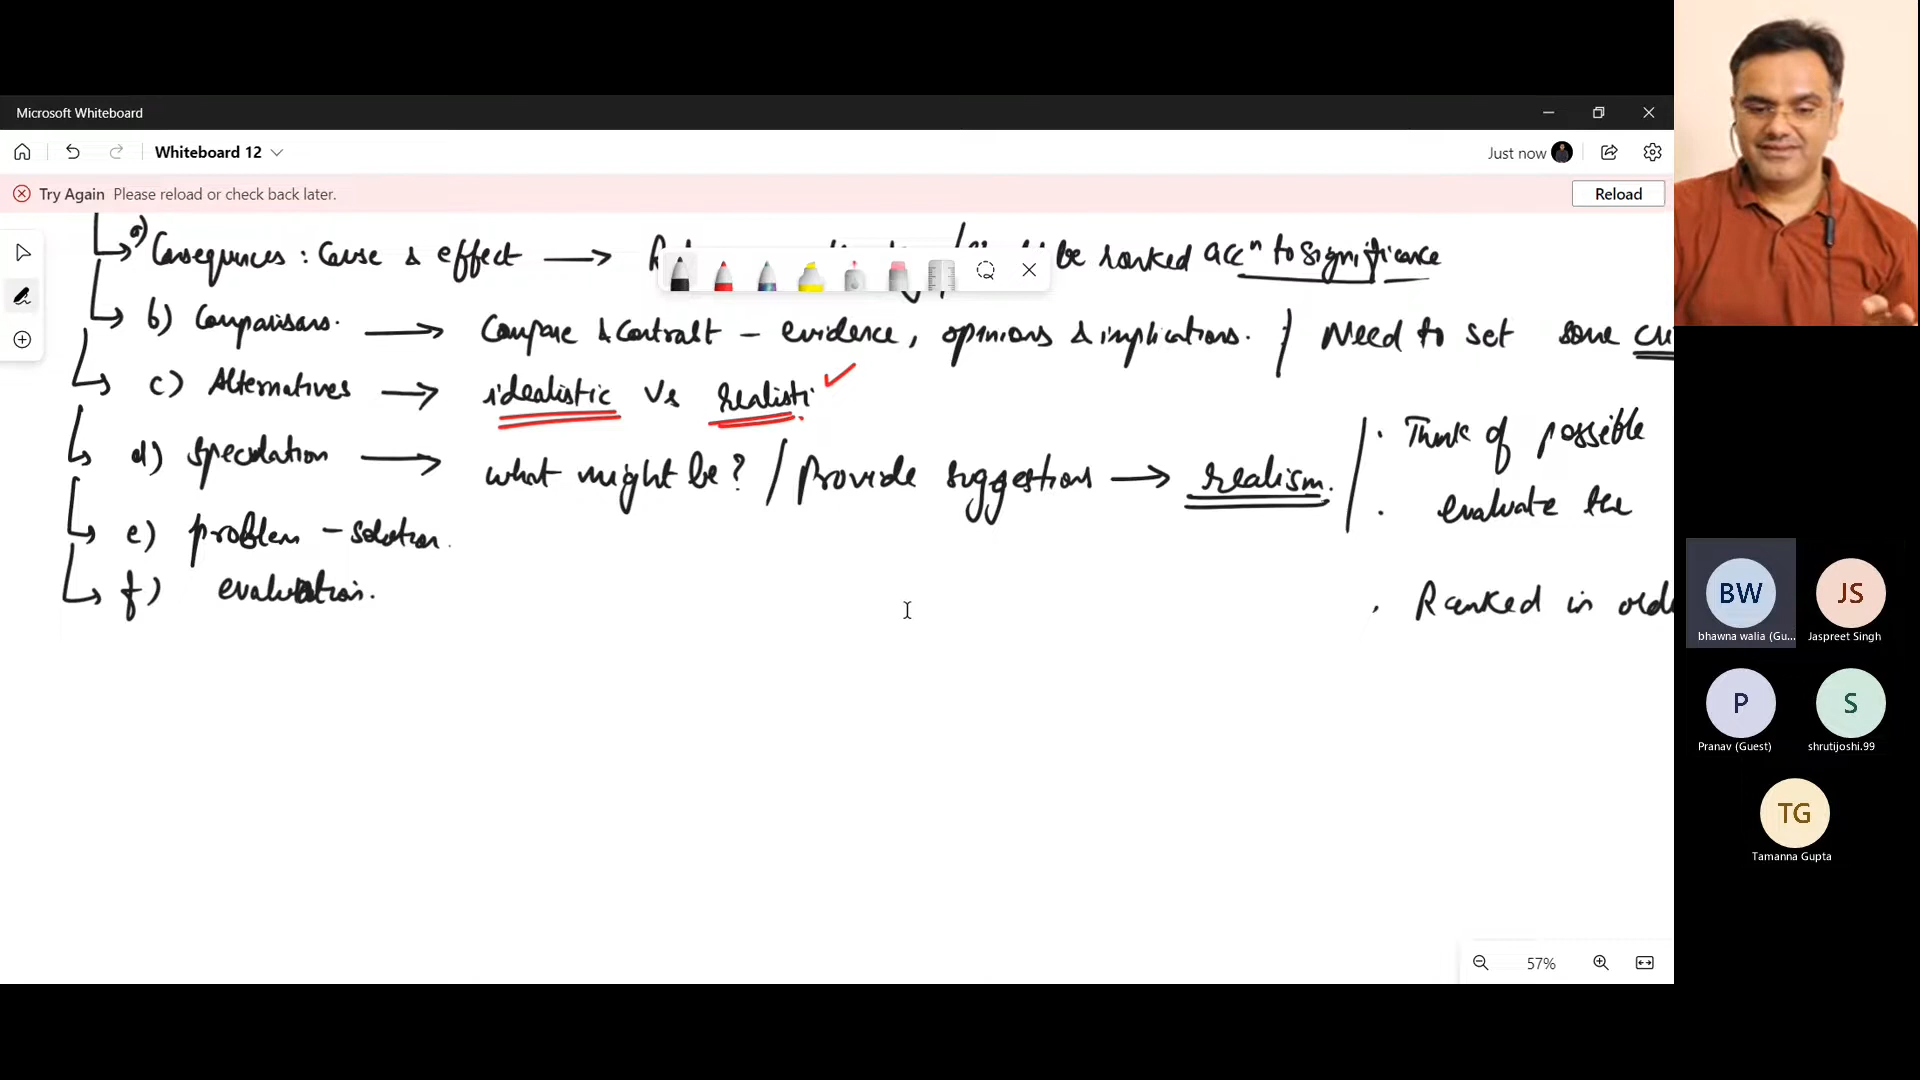 Microsoft Whiteboard
Whiteboard 12
Just now
Try Again Please reload or check back later.
Reload
a) Consequences : Cause & effect → be ranked accⁿ to significance
b) Comparisons. → Compare & Contrast - evidence, opinions & implications. / Need to set some
c) Alternatives → idealistic Vs realisti
d) Speculation → what might be? / Provide suggestions → realism.
· Think of possible
· evaluate the
e) problem - solution.
f) evaluation.
· Ranked in
57%
BW
JS
bhawna walia (Gu...
Jaspreet Singh
P
S
Pranav (Guest)
shrutijoshi.99
TG
Tamanna Gupta